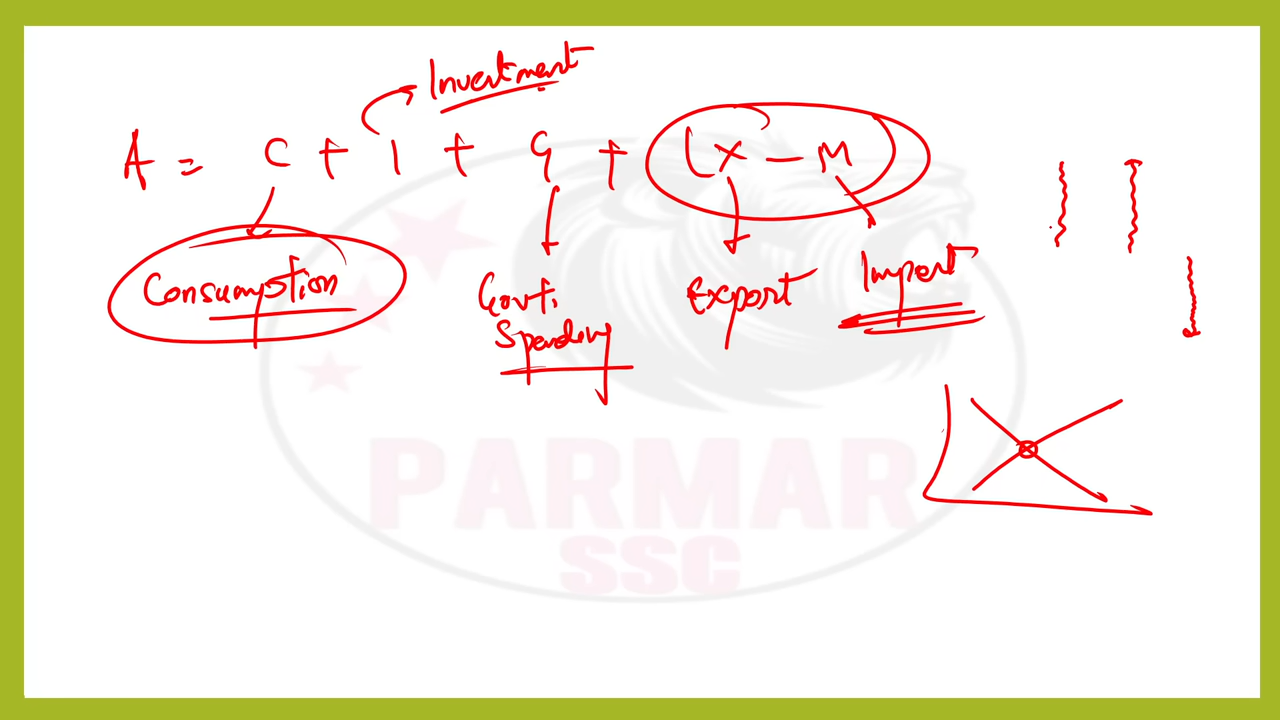 Investment
A = C + I + G + (X - M)
Consumption
Govt.
Spending
Export
Import
PARMAR
SSC